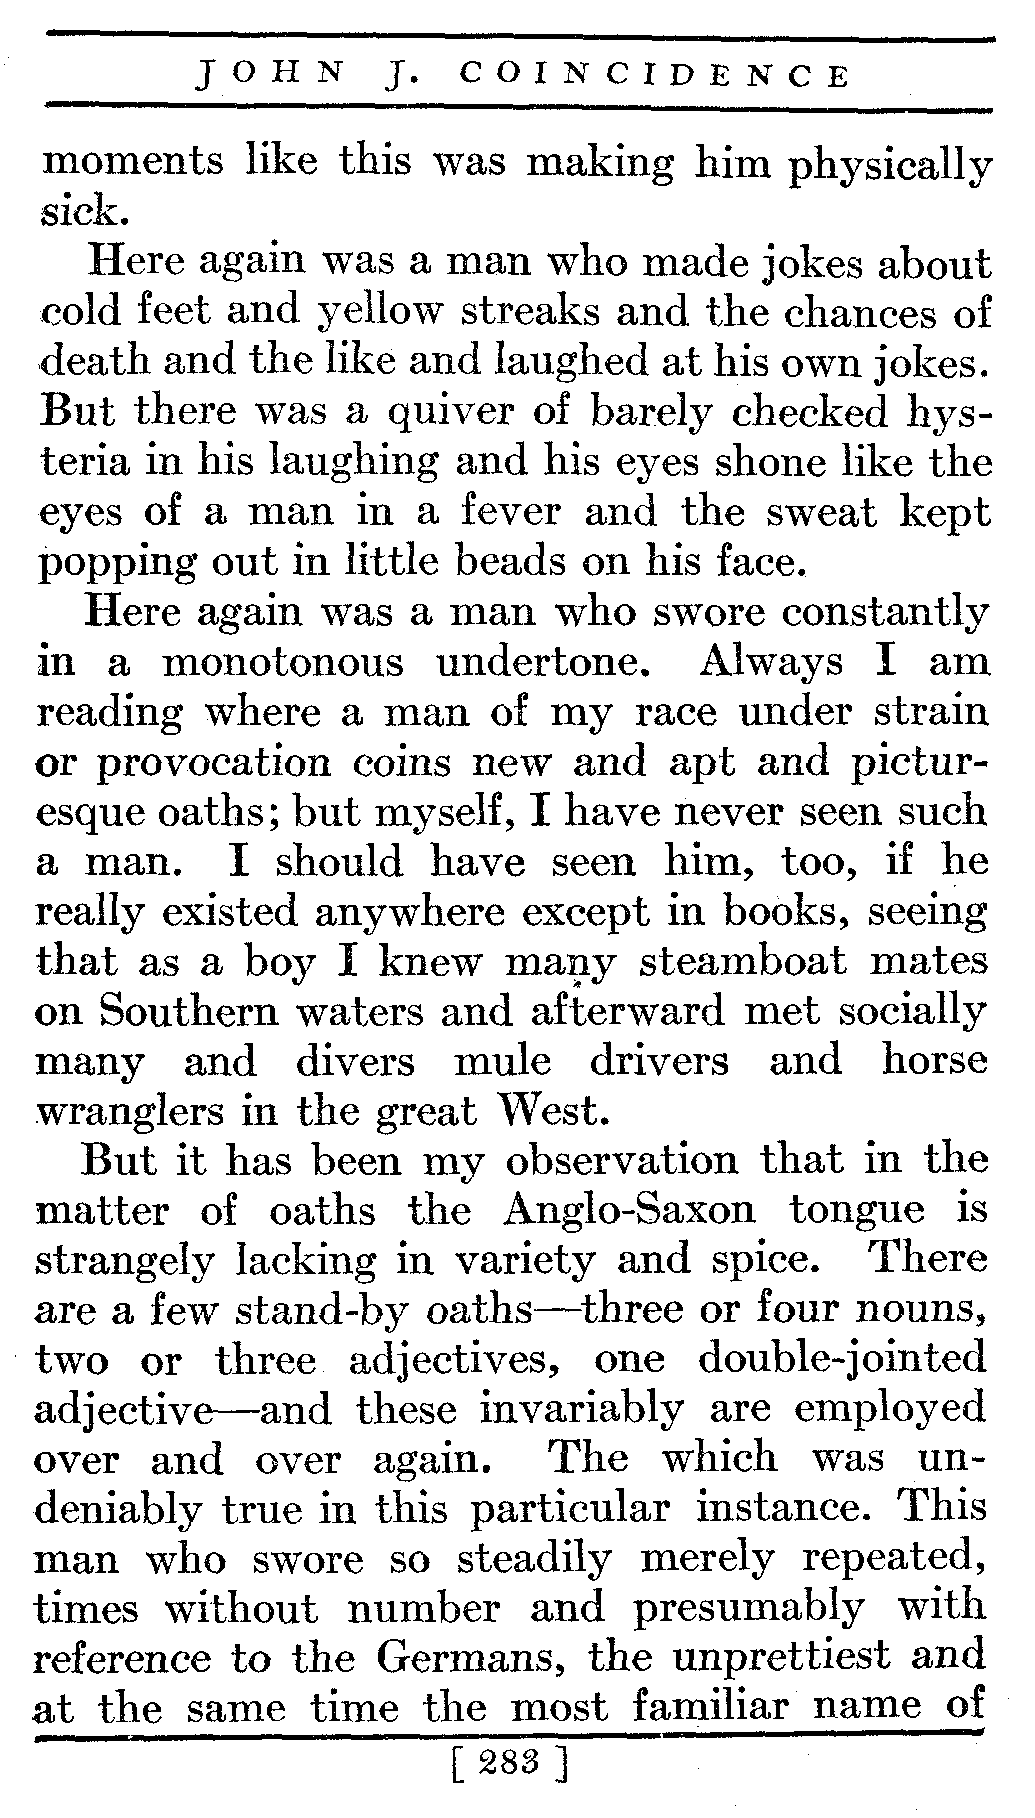 JOHN J. COINCIDENCE
moments like this was making him physically
sick.
Here again was a man who made jokes about
cold feet and yellow streaks and the chances of
death and the like and laughed at his own jokes.
But there was a quiver of barely checked hys-
teria in his laughing and his eyes shone like the
eyes of a man in a fever and the sweat kept
popping out in little beads on his face.
Here again was a man who swore constantly
in a monotonous undertone. Always I am
reading where a man of my race under strain
or provocation coins new and apt and pictur-
esque oaths; but myself, I have never seen such
a man. I should have seen him, too, if he
really existed anywhere except in books, seeing
that as a boy I knew many steamboat mates
on Southern waters and afterward met socially
many and divers mule drivers and horse
wranglers in the great West.
But it has been my observation that in the
matter of oaths the Anglo-Saxon tongue is
strangely lacking in variety and spice. There
are a few stand-by oaths—three or four nouns,
two or three adjectives, one double-jointed
adjective—and these invariably are employed
over and over again. The which was un-
deniably true in this particular instance. This
man who swore so steadily merely repeated,
times without number and presumably with
reference to the Germans, the unprettiest and
at the same time the most familiar name of
[ 283 ]